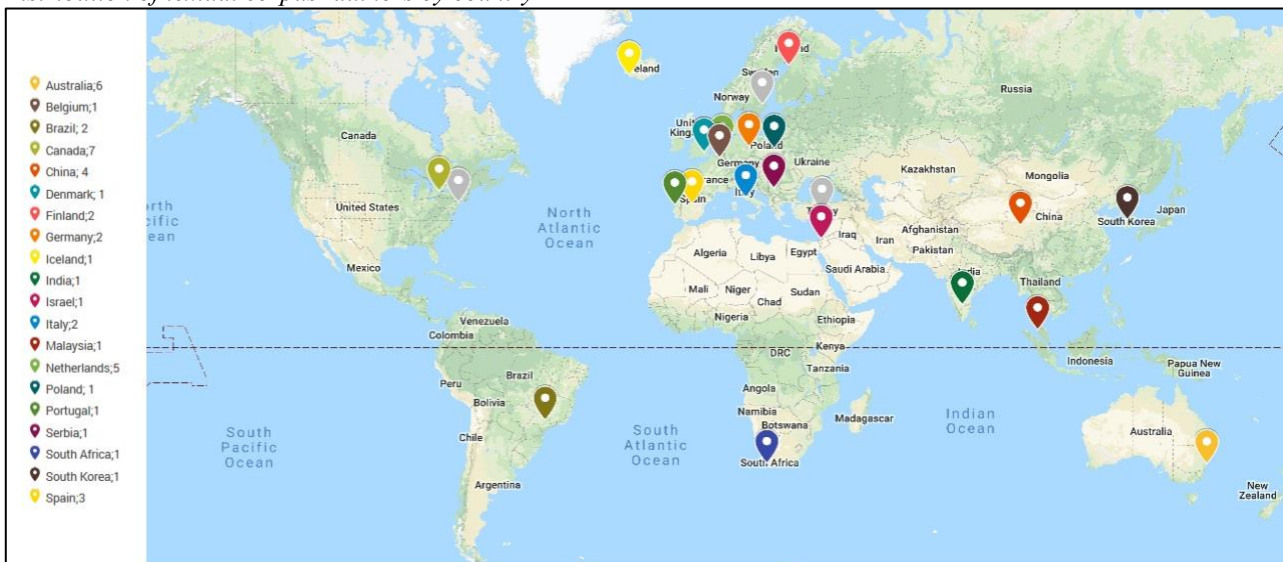 Australia;6
Belgium;1
Brazil; 2
Canada;7
China; 4
Denmark; 1
Finland;2
Germany;2
Iceland;1
India;1
Israel;1
Italy;2
Malaysia;1
Netherlands;5
Poland; 1
Portugal;1
Serbia;1
South Africa;1
South Korea;1
Spain;3
Sweden
Norway
Russia
Canada
Poland
Germany
Ukraine
Kazakhstan
Mongolia
United States
North
Atlantic
Ocean
Spain
Italy
China
South Korea
Japan
Afghanistan
Iraq
Iran
Pakistan
Algeria
Libya
Egypt
Saudi Arabia
Mexico
Mali
Niger
Chad
Sudan
Thailand
Nigeria
Ethiopia
Venezuela
Colombia
DRC
Kenya
Tanzania
Indonesia
Papua New
Guinea
Peru
Brazil
Bolivia
Angola
Namibia
Botswana
Madagascar
South
Pacific
Ocean
Chile
South
Atlantic
Ocean
Indian
Ocean
Australia
South Africa
Argentina
New
Zealand